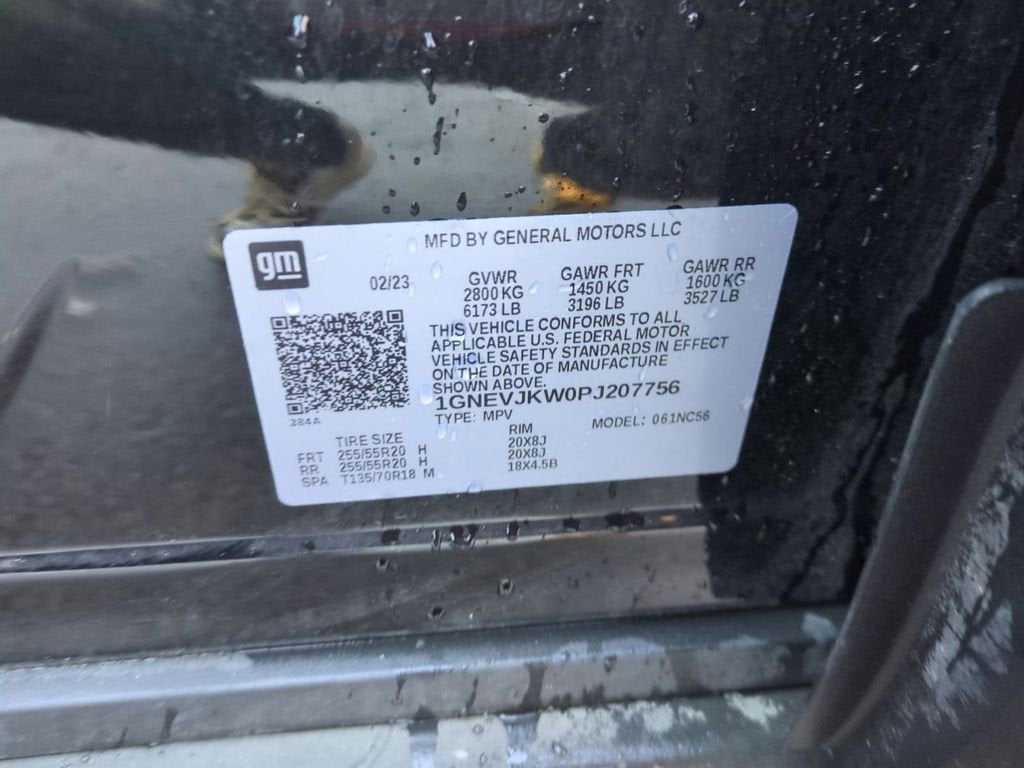 MFD BY GENERAL MOTORS LLC
gm
02/23
GVWR GAWR FRT GAWR RR
2800 KG 1450 KG 1600 KG
6173 LB 3196 LB 3527 LB
THIS VEHICLE CONFORMS TO ALL
APPLICABLE U.S. FEDERAL MOTOR
VEHICLE SAFETY STANDARDS IN EFFECT
ON THE DATE OF MANUFACTURE
SHOWN ABOVE.
1GNEVJKW0PJ207756
384A
TYPE: MPV MODEL: 061NC56
TIRE SIZE RIM
FRT 255/55R20 H 20X8J
RR 255/55R20 H 20X8J
SPA T135/70R18 M 18X4.5B